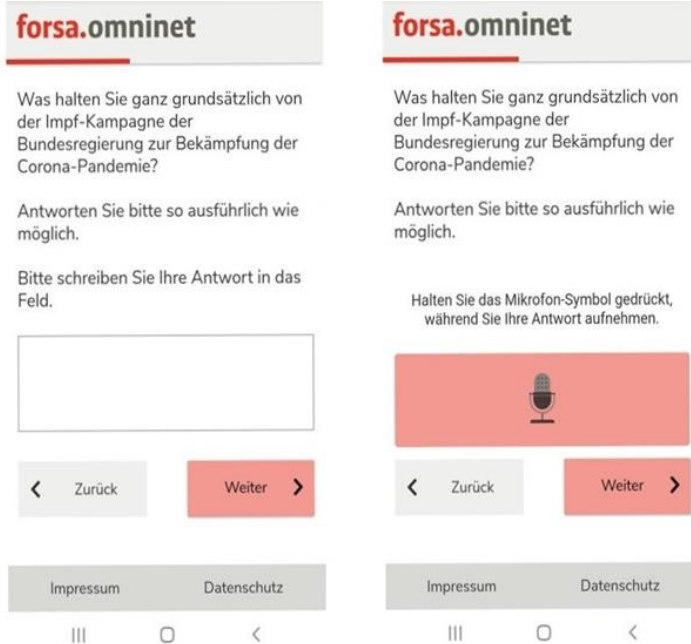 forsa.omninet
Was halten Sie ganz grundsätzlich von
der Impf-Kampagne der
Bundesregierung zur Bekämpfung der
Corona-Pandemie?
Antworten Sie bitte so ausführlich wie
möglich.
Bitte schreiben Sie Ihre Antwort in das
Feld.
Zurück
Weiter
Impressum
Datenschutz
forsa.omninet
Was halten Sie ganz grundsätzlich von
der Impf-Kampagne der
Bundesregierung zur Bekämpfung der
Corona-Pandemie?
Antworten Sie bitte so ausführlich wie
möglich.
Halten Sie das Mikrofon-Symbol gedrückt,
während Sie Ihre Antwort aufnehmen.
Zurück
Weiter
Impressum
Datenschutz